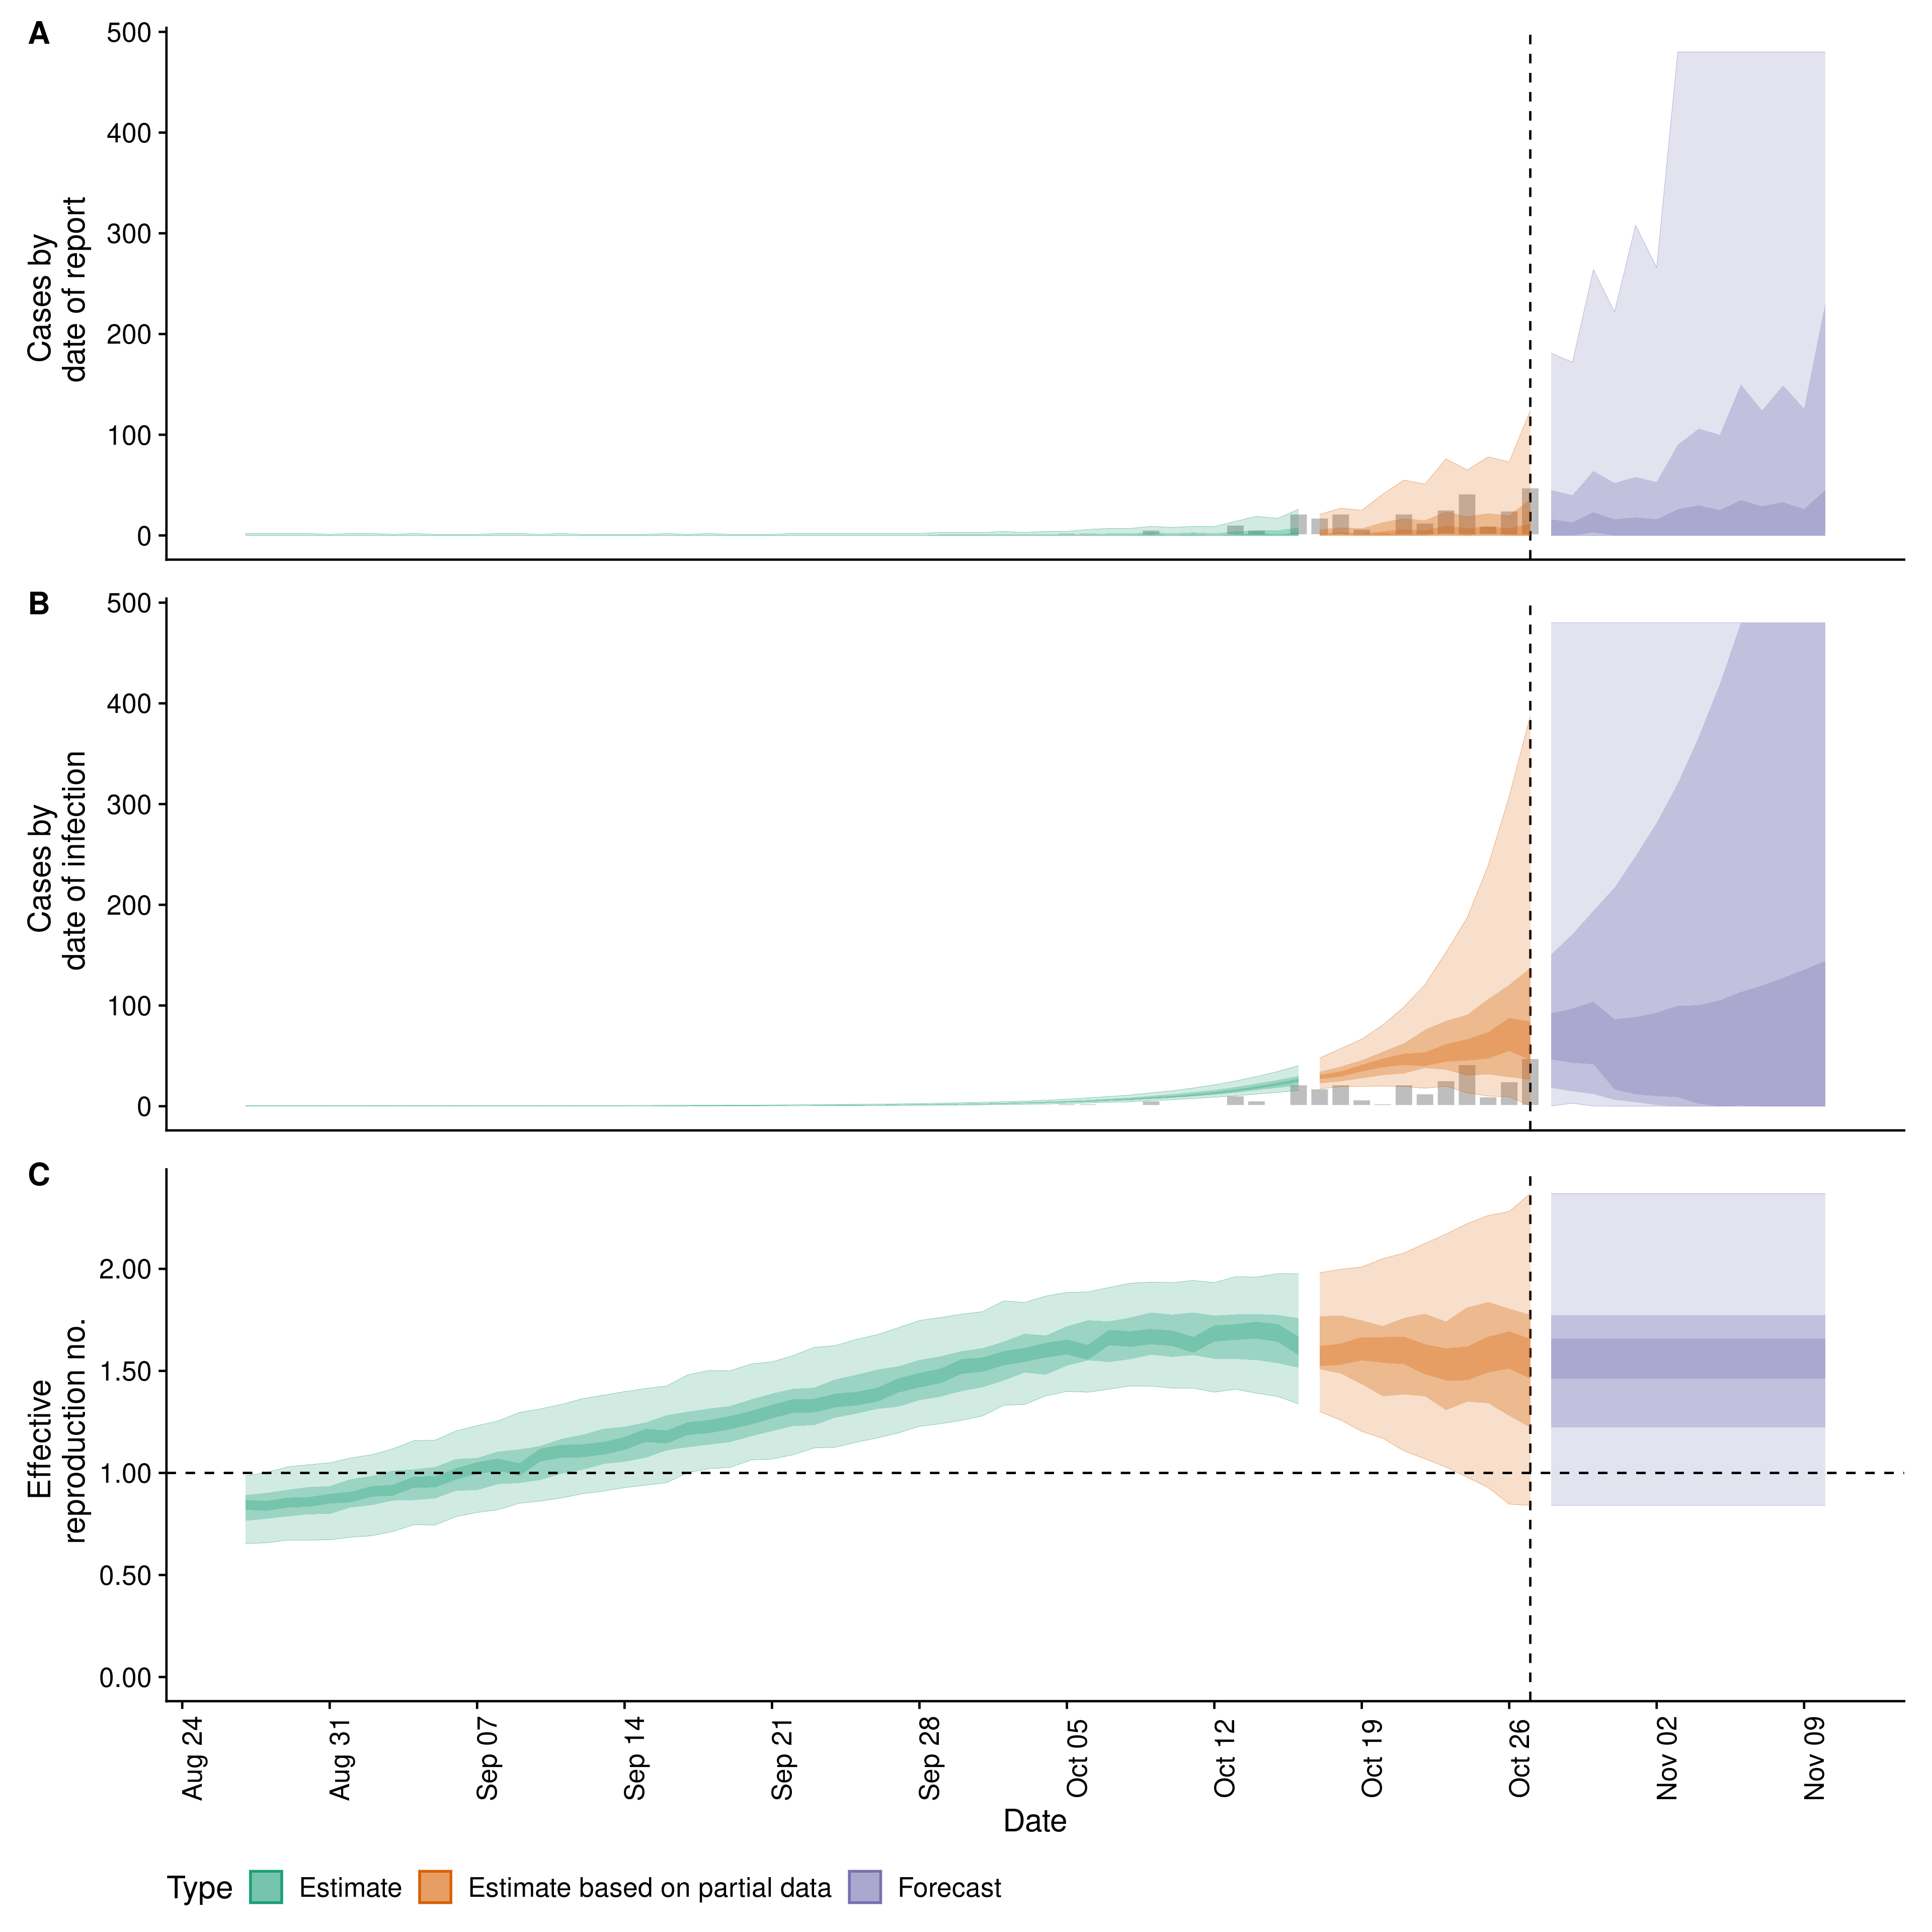 A
500
400
300
200
100
0
Cases by
date of report
B
500
400
300
200
100
0
Cases by
date of infection
C
2.00
1.50
1.00
0.50
0.00
Effective
reproduction no.
Aug 24
Aug 31
Sep 07
Sep 14
Sep 21
Sep 28
Oct 05
Oct 12
Oct 19
Oct 26
Nov 02
Nov 09
Date
Type
Estimate
Estimate based on partial data
Forecast